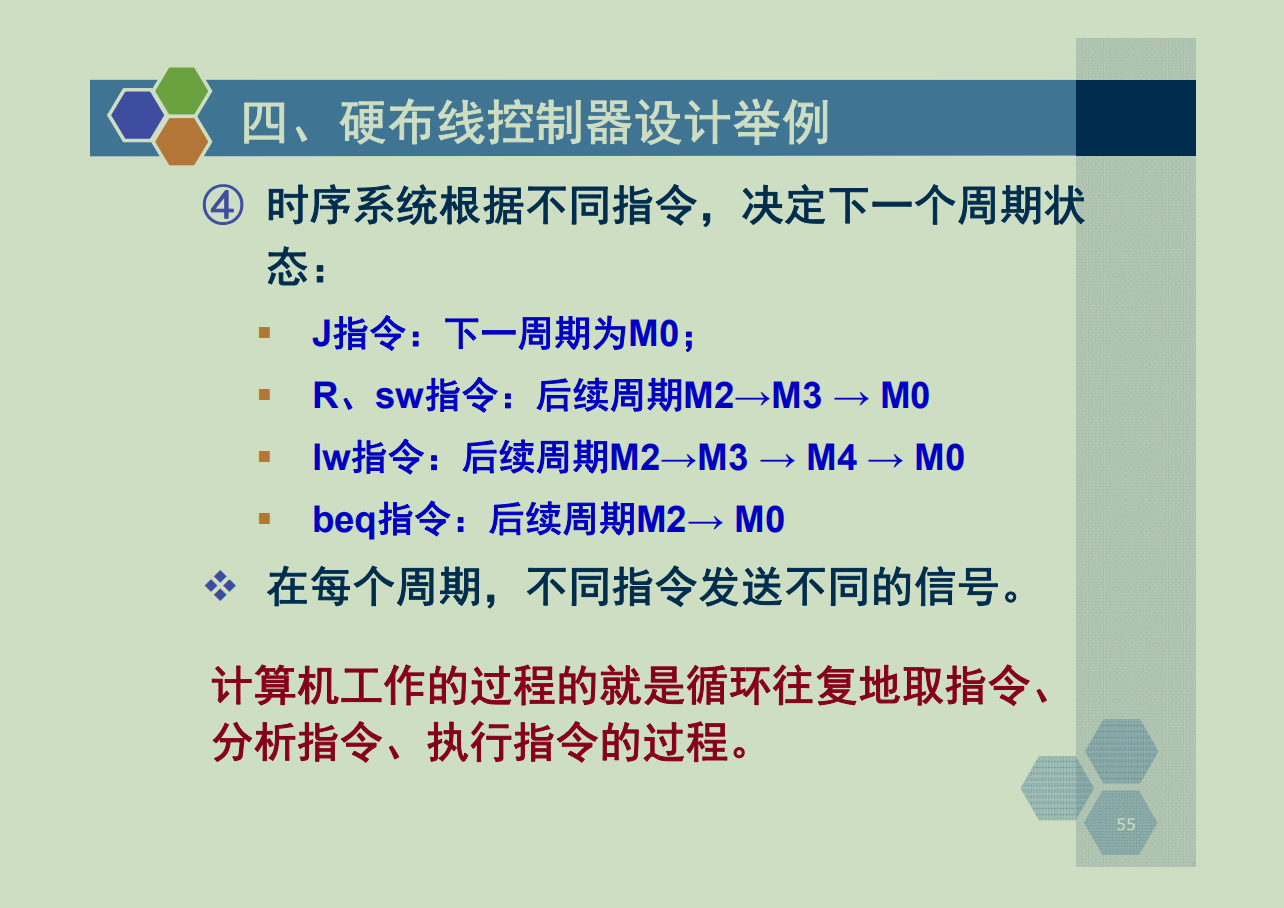 四、硬布线控制器设计举例
④ 时序系统根据不同指令，决定下一个周期状
态：
▪ J指令：下一周期为M0；
▪ R、sw指令：后续周期M2→M3 → M0
▪ lw指令：后续周期M2→M3 → M4 → M0
▪ beq指令：后续周期M2→ M0
❖ 在每个周期，不同指令发送不同的信号。
计算机工作的过程的就是循环往复地取指令、
分析指令、执行指令的过程。
55